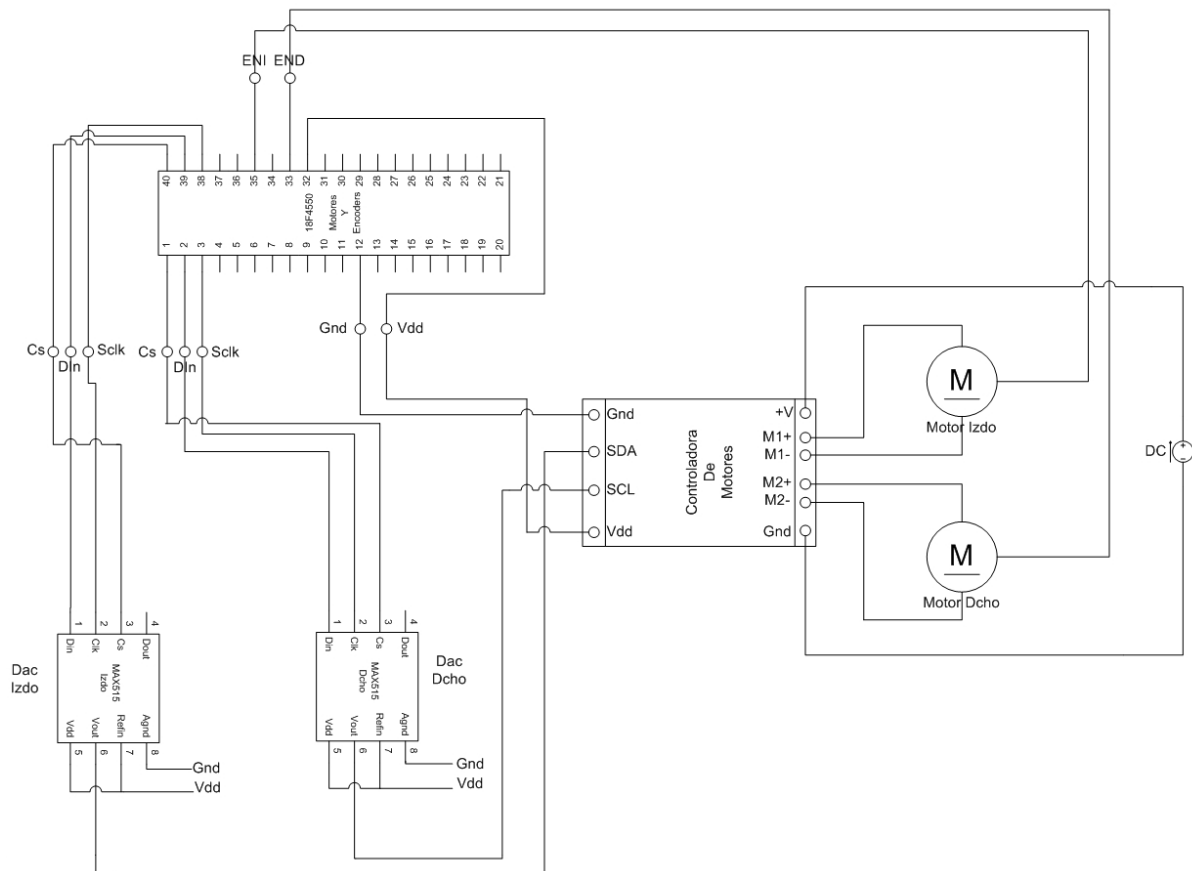 ENI END
40 39 38 37 36 35 34 33 32 31 30 29 28 27 26 25 24 23 22 21
18F4550
Motores
Y
Encoders
1 2 3 4 5 6 7 8 9 10 11 12 13 14 15 16 17 18 19 20
Gnd Vdd
Cs DIn Sclk
Cs DIn Sclk
Gnd
SDA
SCL
Vdd
Controladora
De
Motores
+V
M1+
M1-
M2+
M2-
Gnd
M
Motor Izdo
M
Motor Dcho
DC
+
-
Dac
Izdo
1 2 3 4
Din Clk Cs Dout
MAX515
Izdo
Vdd Vout Refin Agnd
5 6 7 8
Gnd
Vdd
1 2 3 4
Din Clk Cs Dout
MAX515
Dcho
Vdd Vout Refin Agnd
5 6 7 8
Dac
Dcho
Gnd
Vdd